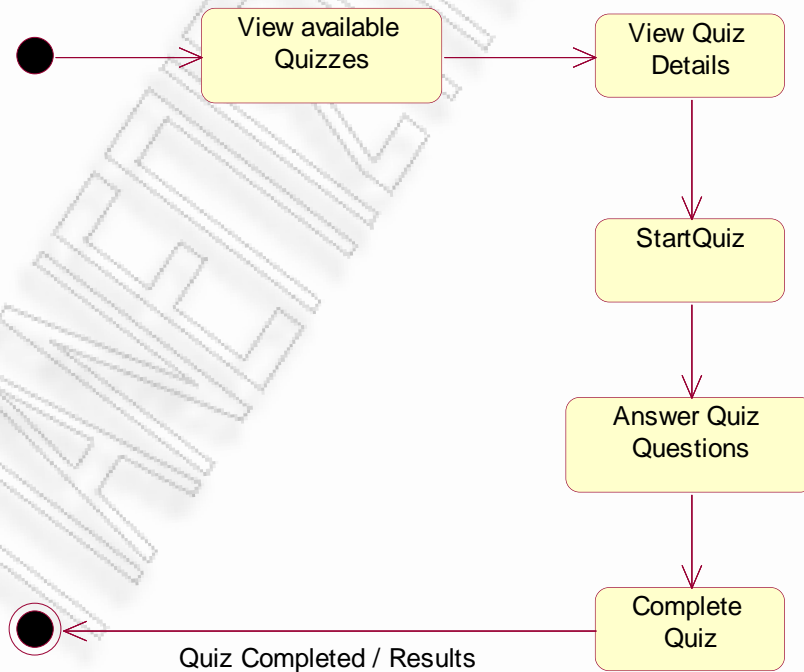 View available
Quizzes
View Quiz
Details
StartQuiz
Answer Quiz
Questions
Complete
Quiz
Quiz Completed / Results